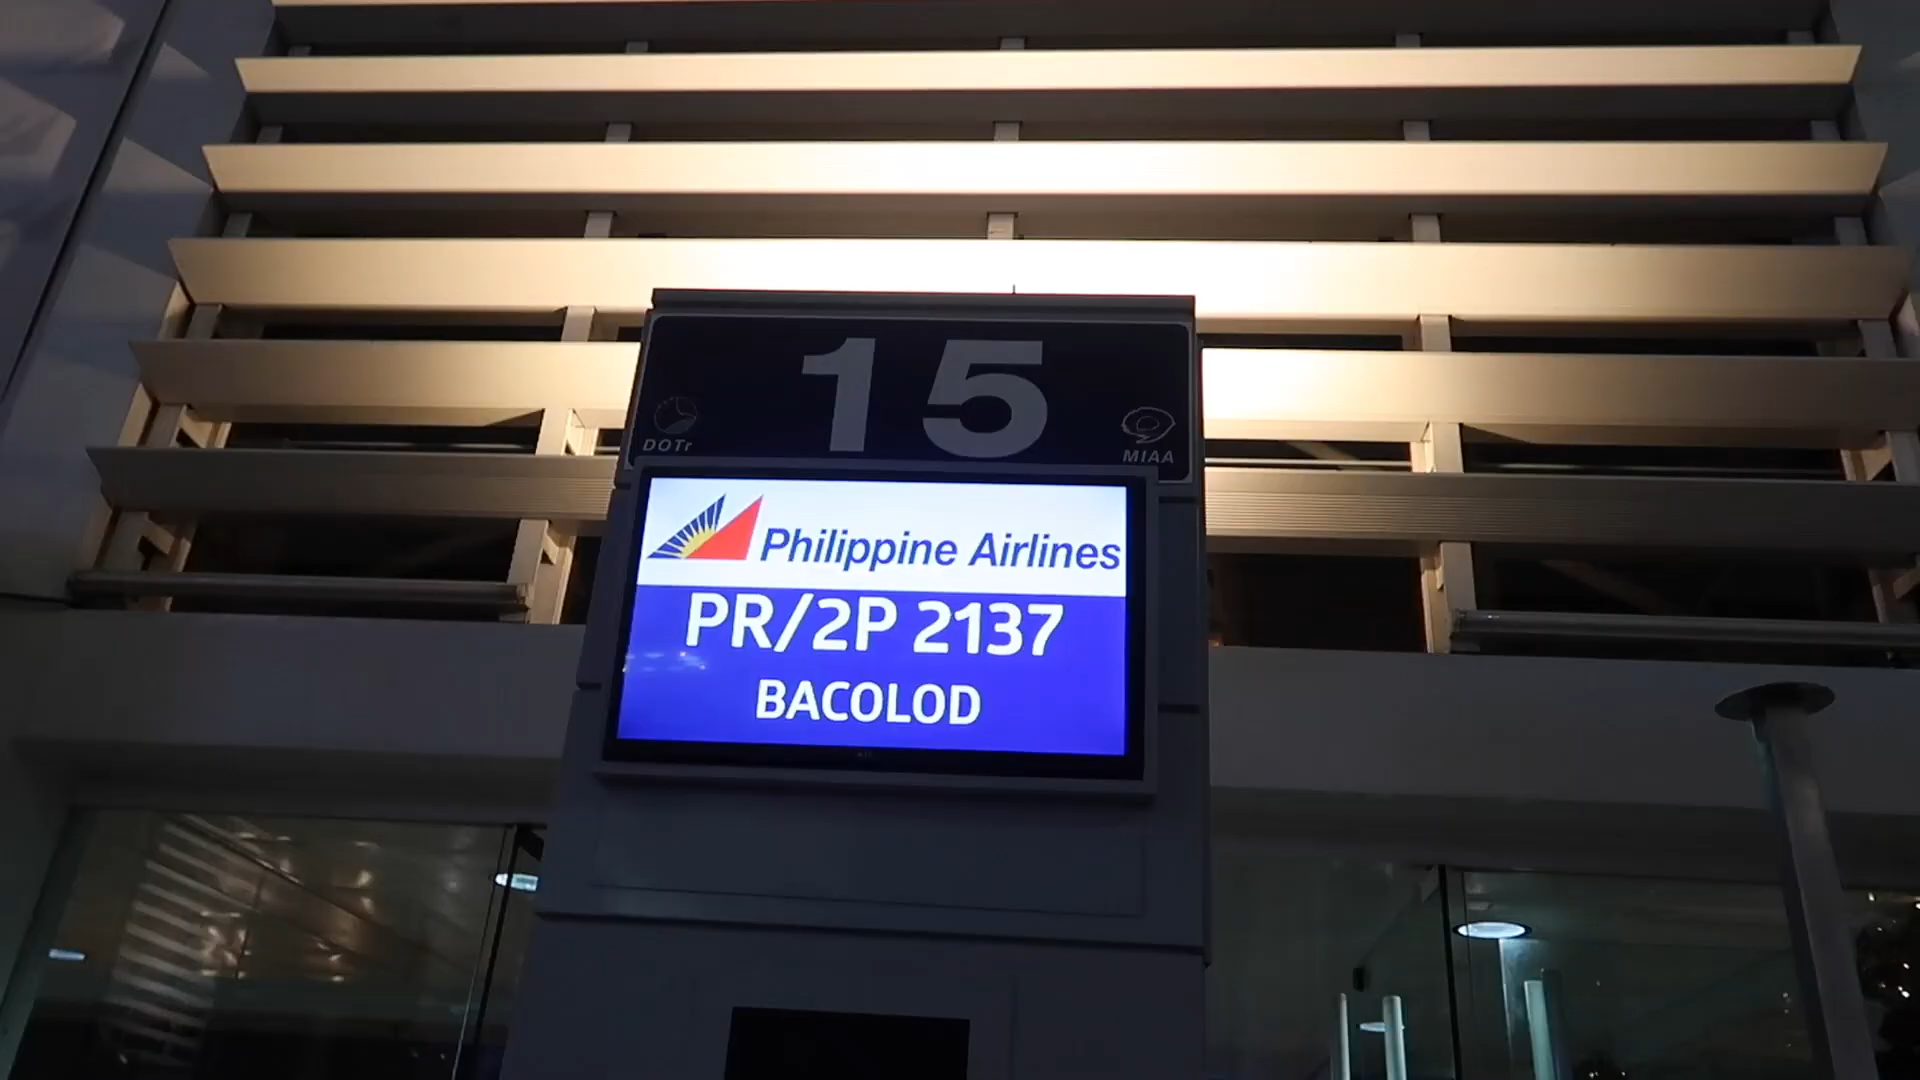 15
DOTr
MIAA
Philippine Airlines
PR/2P 2137
BACOLOD